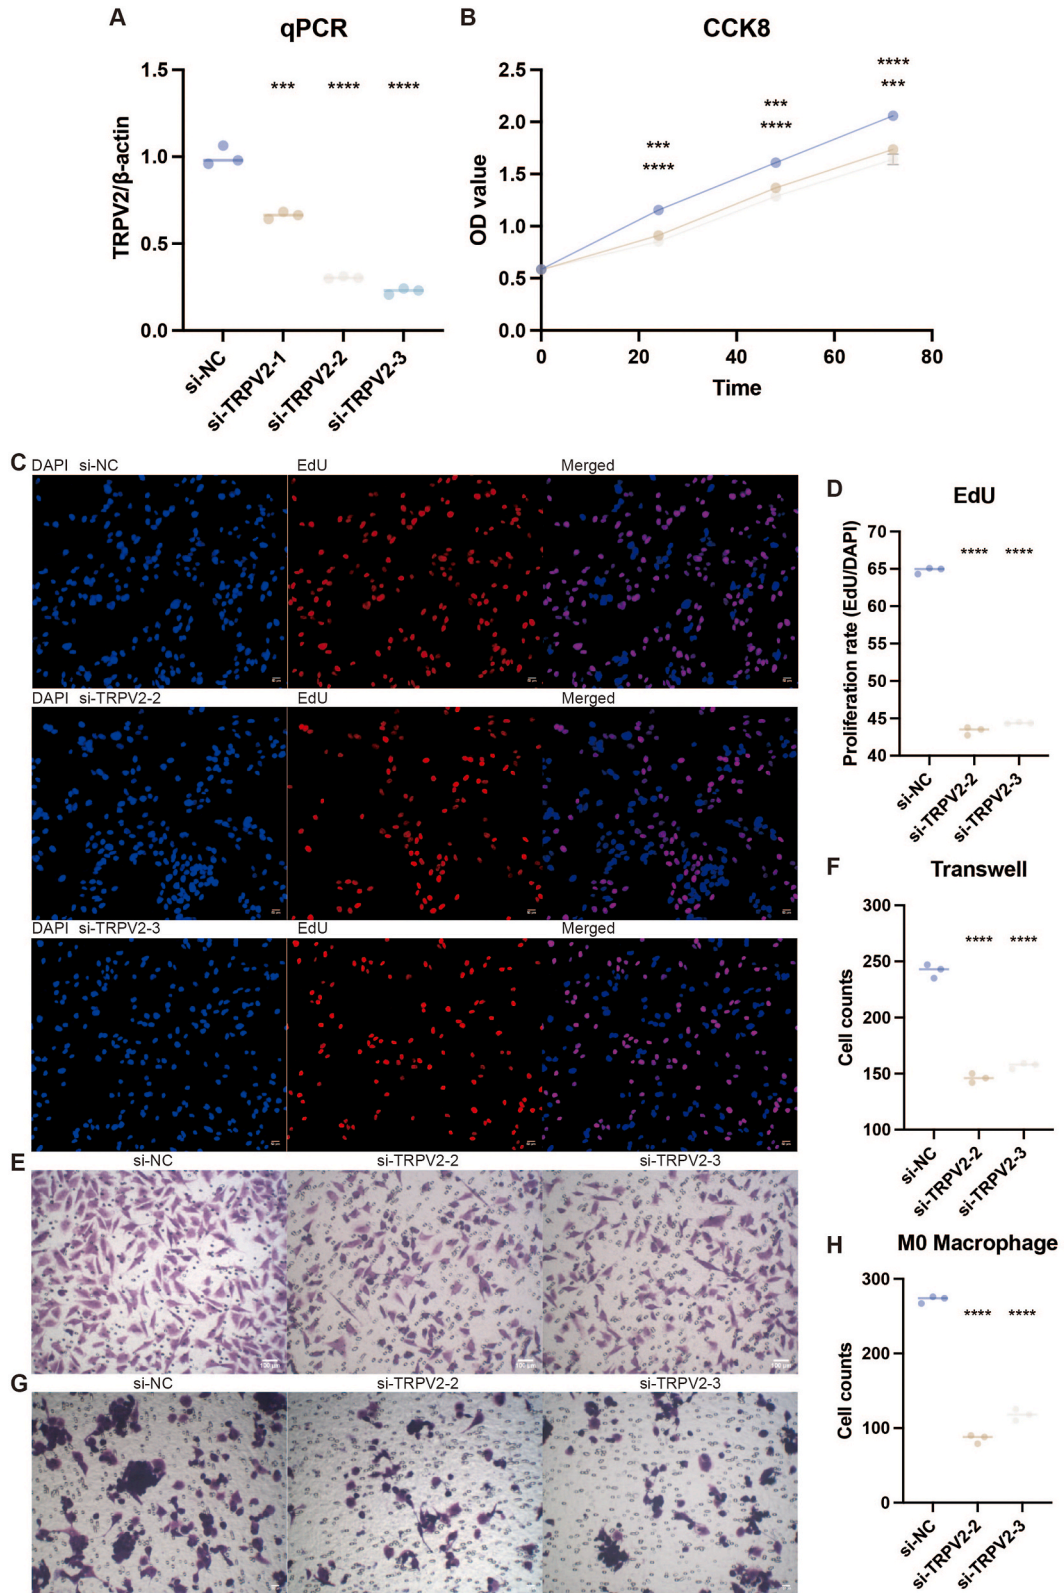 A
qPCR
TRPV2/β-actin
1.5
1.0
0.5
0.0
***
****
****
si-NC
si-TRPV2-1
si-TRPV2-2
si-TRPV2-3
B
CCK8
OD value
2.5
2.0
1.5
1.0
0.5
0.0
***
****
***
****
****
***
0
20
40
60
80
Time
C
DAPI si-NC
EdU
Merged
DAPI si-TRPV2-2
EdU
Merged
DAPI si-TRPV2-3
EdU
Merged
D
EdU
Proliferation rate (EdU/DAPI)
70
65
60
55
50
45
40
****
****
si-NC
si-TRPV2-2
si-TRPV2-3
E
si-NC
si-TRPV2-2
si-TRPV2-3
100 μm
100 μm
100 μm
F
Transwell
Cell counts
300
250
200
150
100
****
****
si-NC
si-TRPV2-2
si-TRPV2-3
G
si-NC
si-TRPV2-2
si-TRPV2-3
H
M0 Macrophage
Cell counts
300
200
100
0
****
****
si-NC
si-TRPV2-2
si-TRPV2-3